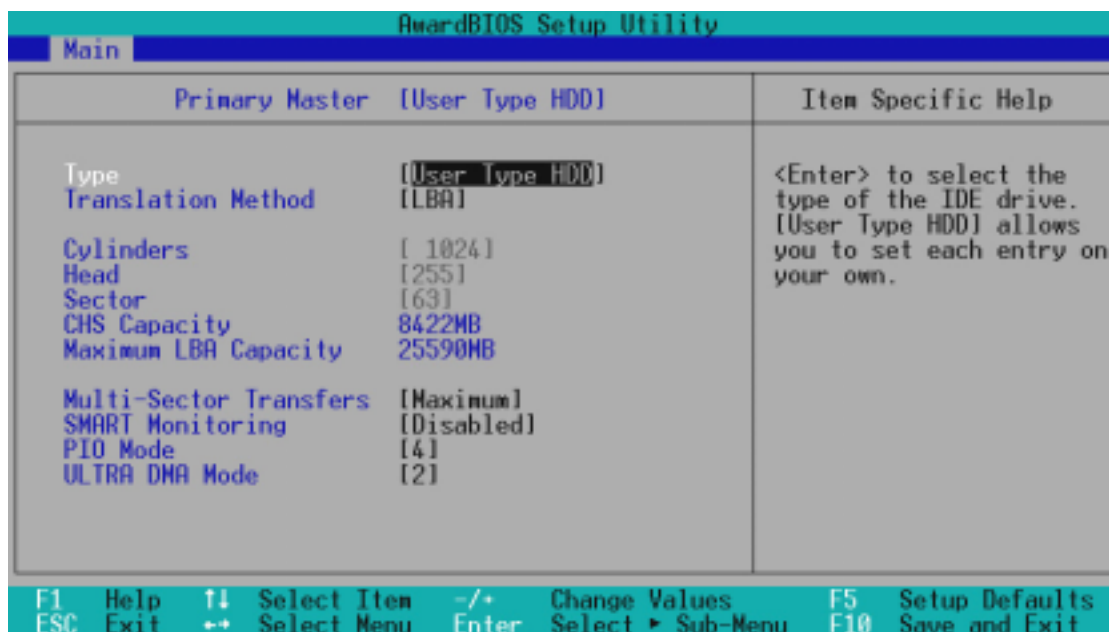 AwardBIOS Setup Utility
Main
Primary Master [User Type HDD]
Item Specific Help
Type [User Type HDD]
Translation Method [LBA]
Cylinders [ 1024]
Head [255]
Sector [63]
CHS Capacity 8422MB
Maximum LBA Capacity 25590MB
Multi-Sector Transfers [Maximum]
SMART Monitoring [Disabled]
PIO Mode [4]
ULTRA DMA Mode [2]
<Enter> to select the
type of the IDE drive.
[User Type HDD] allows
you to set each entry on
your own.
F1 Help ↑↓ Select Item -/+ Change Values F5 Setup Defaults
ESC Exit ←→ Select Menu Enter Select ► Sub-Menu F10 Save and Exit